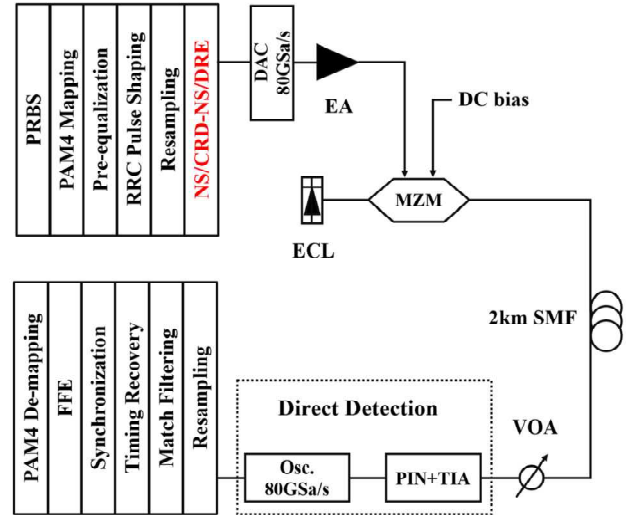 PRBS
PAM4 Mapping
Pre-equalization
RRC Pulse Shaping
Resampling
NS/CRD-NS/DRE
DAC
80GSa/s
EA
DC bias
MZM
ECL
2km SMF
PAM4 De-mapping
FFE
Synchronization
Timing Recovery
Match Filtering
Resampling
Direct Detection
Osc.
80GSa/s
PIN+TIA
VOA